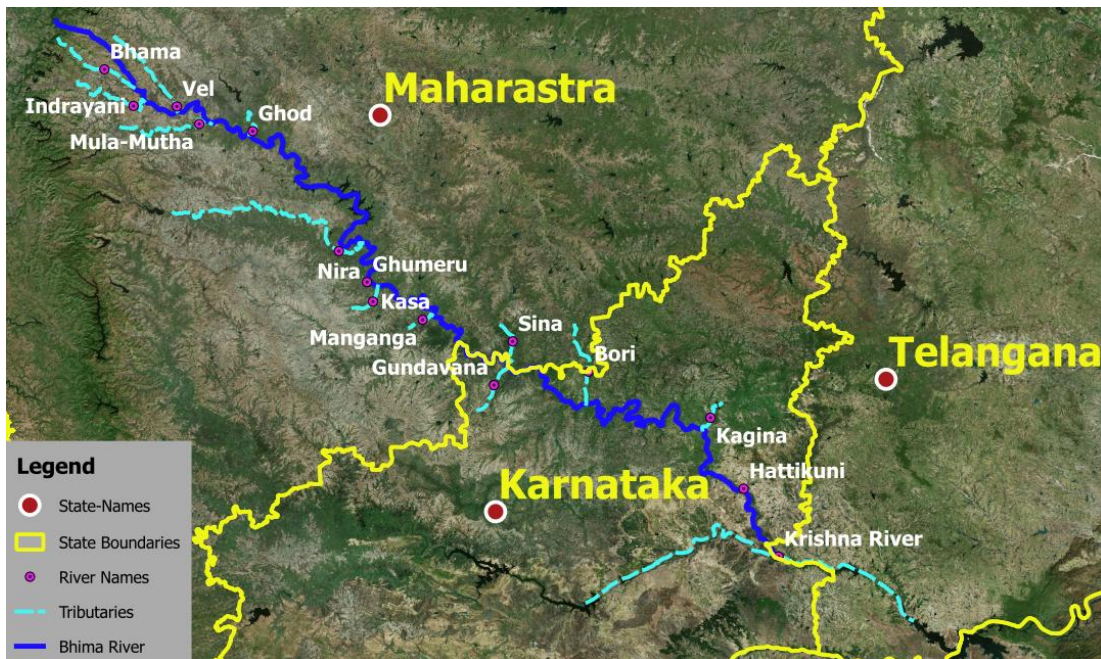 Bhama
Maharastra
Vel
Indrayani
Ghod
Mula-Mutha
Nira
Ghumeru
Kasa
Manganga
Sina
Gundavana
Bori
Telangana
Kagina
Karnataka
Hattikuni
Krishna River
Legend
State-Names
State Boundaries
River Names
Tributaries
Bhima River